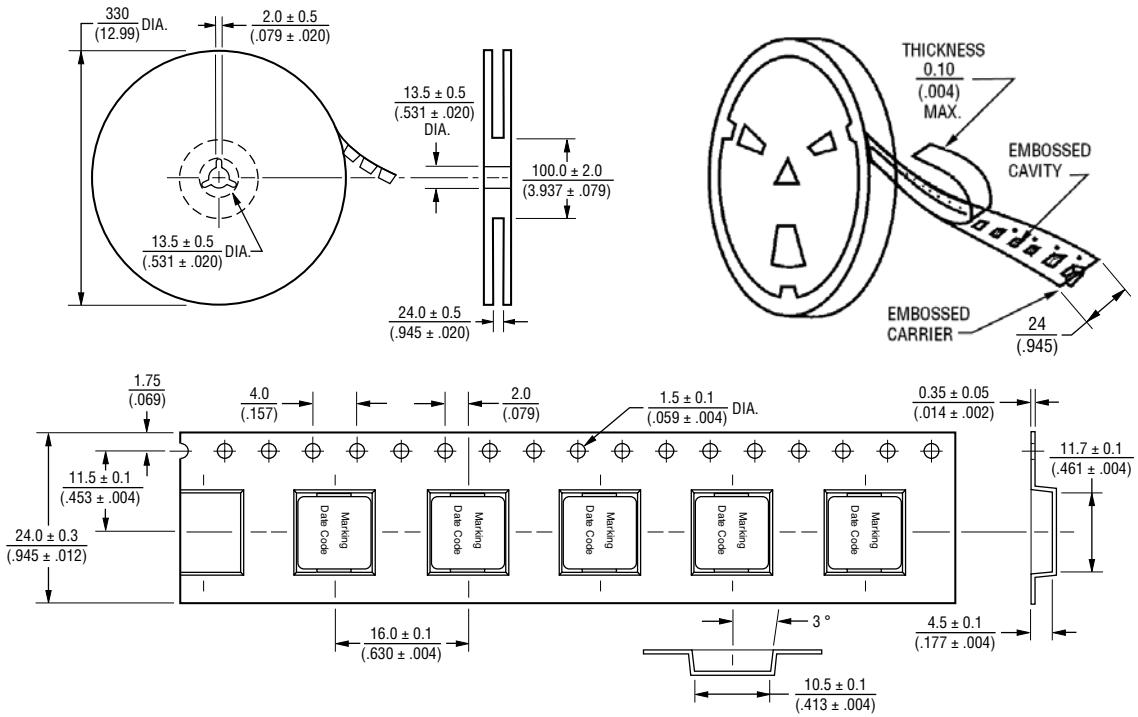 330
(12.99)
DIA.
2.0 ± 0.5
(.079 ± .020)
13.5 ± 0.5
(.531 ± .020)
DIA.
100.0 ± 2.0
(3.937 ± .079)
13.5 ± 0.5
(.531 ± .020)
DIA.
24.0 ± 0.5
(.945 ± .020)
THICKNESS
0.10
(.004)
MAX.
EMBOSSED
CAVITY
EMBOSSED
CARRIER
24
(.945)
1.75
(.069)
4.0
(.157)
2.0
(.079)
1.5 ± 0.1
(.059 ± .004)
DIA.
0.35 ± 0.05
(.014 ± .002)
11.5 ± 0.1
(.453 ± .004)
11.7 ± 0.1
(.461 ± .004)
24.0 ± 0.3
(.945 ± .012)
Marking
Date Code
Marking
Date Code
Marking
Date Code
Marking
Date Code
Marking
Date Code
16.0 ± 0.1
(.630 ± .004)
3 °
4.5 ± 0.1
(.177 ± .004)
10.5 ± 0.1
(.413 ± .004)